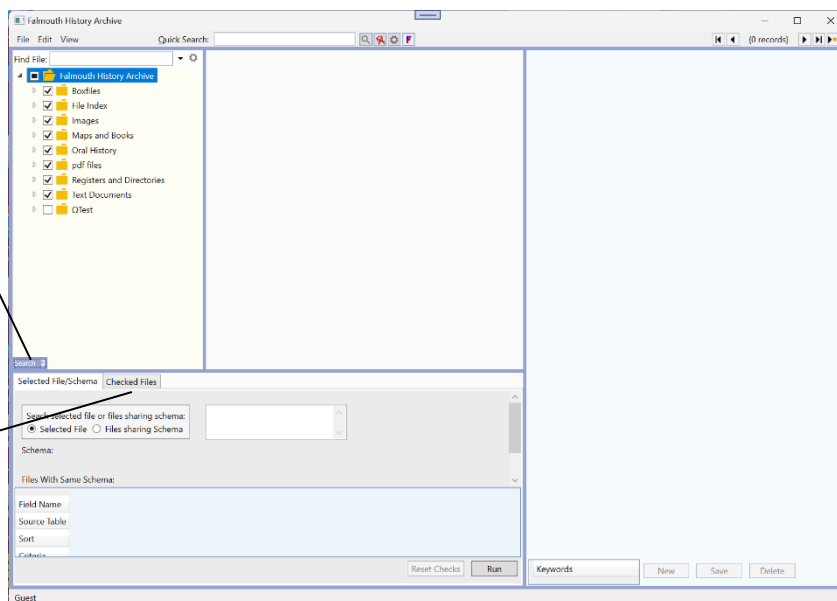 Falmouth History Archive
File Edit View Quick Search: (0 records)
Find File:
Falmouth History Archive
Boxfiles
File Index
Images
Maps and Books
Oral History
pdf files
Registers and Directories
Text Documents
ΩTest
Search
Selected File/Schema Checked Files
Seach selected file or files sharing schema:
Selected File Files sharing Schema
Schema:
Files With Same Schema:
Field Name
Source Table
Sort
Criteria
Reset Checks Run
Keywords New Save Delete
Guest